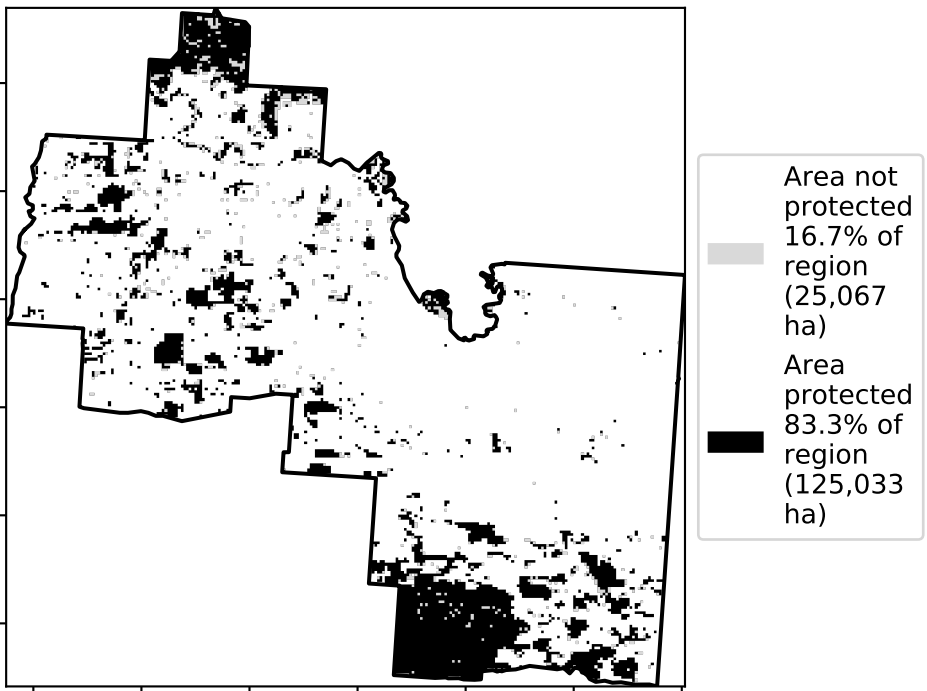 Area not
protected
16.7% of
region
(25,067
ha)
Area
protected
83.3% of
region
(125,033
ha)